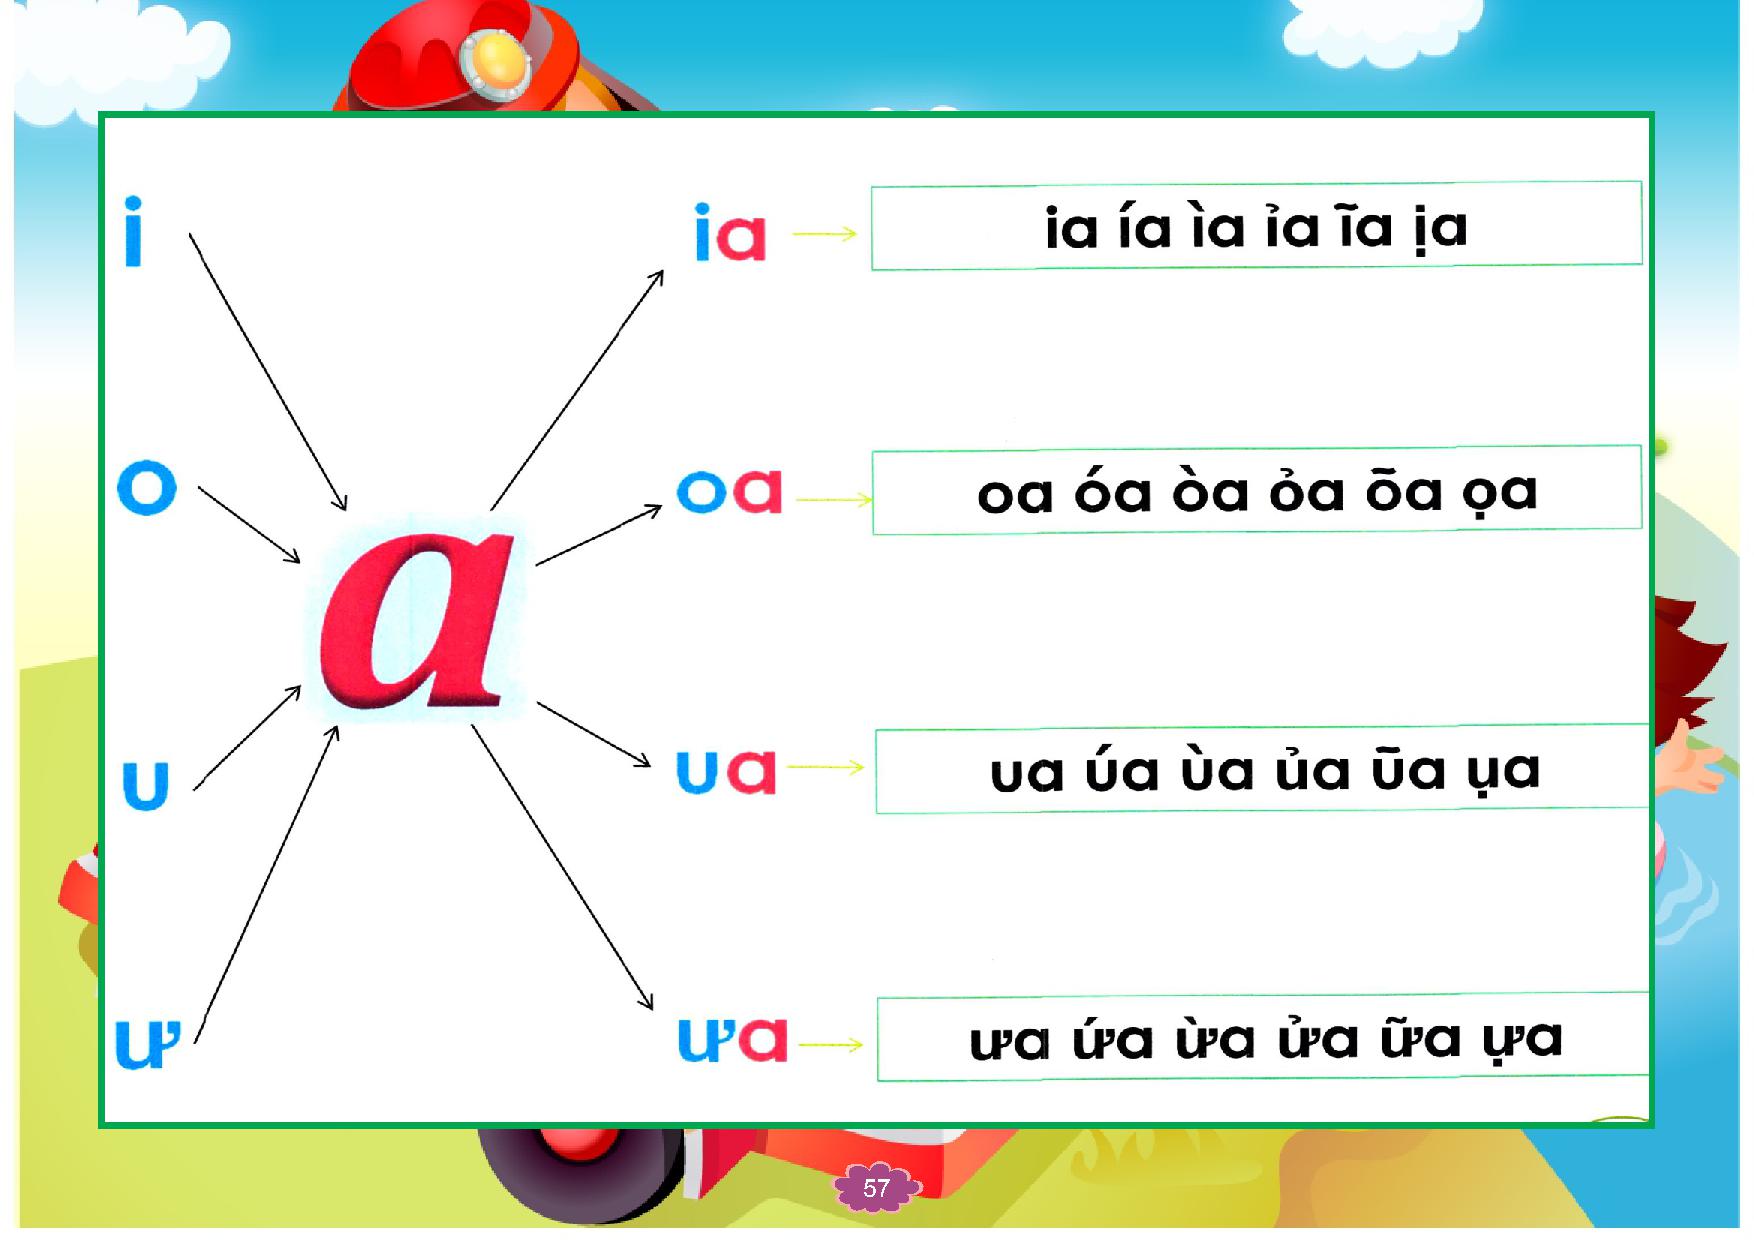 i
ia
ia ía ìa ỉa ĩa ịa
o
oa
oa óa òa ỏa õa ọa
a
u
ua
ua úa ùa ủa ũa ụa
ư
ưa
ưa ứa ừa ửa ữa ựa
57